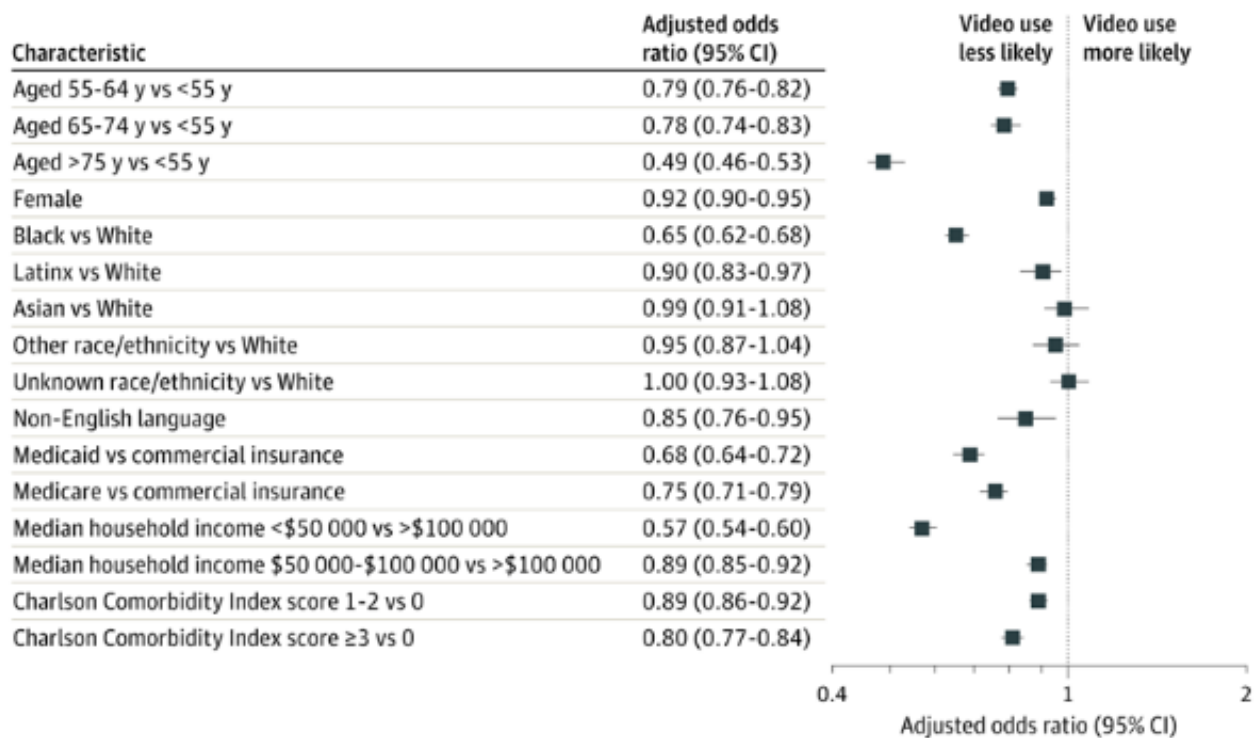 Characteristic Adjusted odds ratio (95% CI) Video use less likely Video use more likely
Aged 55-64 y vs <55 y 0.79 (0.76-0.82)
Aged 65-74 y vs <55 y 0.78 (0.74-0.83)
Aged >75 y vs <55 y 0.49 (0.46-0.53)
Female 0.92 (0.90-0.95)
Black vs White 0.65 (0.62-0.68)
Latinx vs White 0.90 (0.83-0.97)
Asian vs White 0.99 (0.91-1.08)
Other race/ethnicity vs White 0.95 (0.87-1.04)
Unknown race/ethnicity vs White 1.00 (0.93-1.08)
Non-English language 0.85 (0.76-0.95)
Medicaid vs commercial insurance 0.68 (0.64-0.72)
Medicare vs commercial insurance 0.75 (0.71-0.79)
Median household income <$50 000 vs >$100 000 0.57 (0.54-0.60)
Median household income $50 000-$100 000 vs >$100 000 0.89 (0.85-0.92)
Charlson Comorbidity Index score 1-2 vs 0 0.89 (0.86-0.92)
Charlson Comorbidity Index score ≥3 vs 0 0.80 (0.77-0.84)
0.4 1 2
Adjusted odds ratio (95% CI)